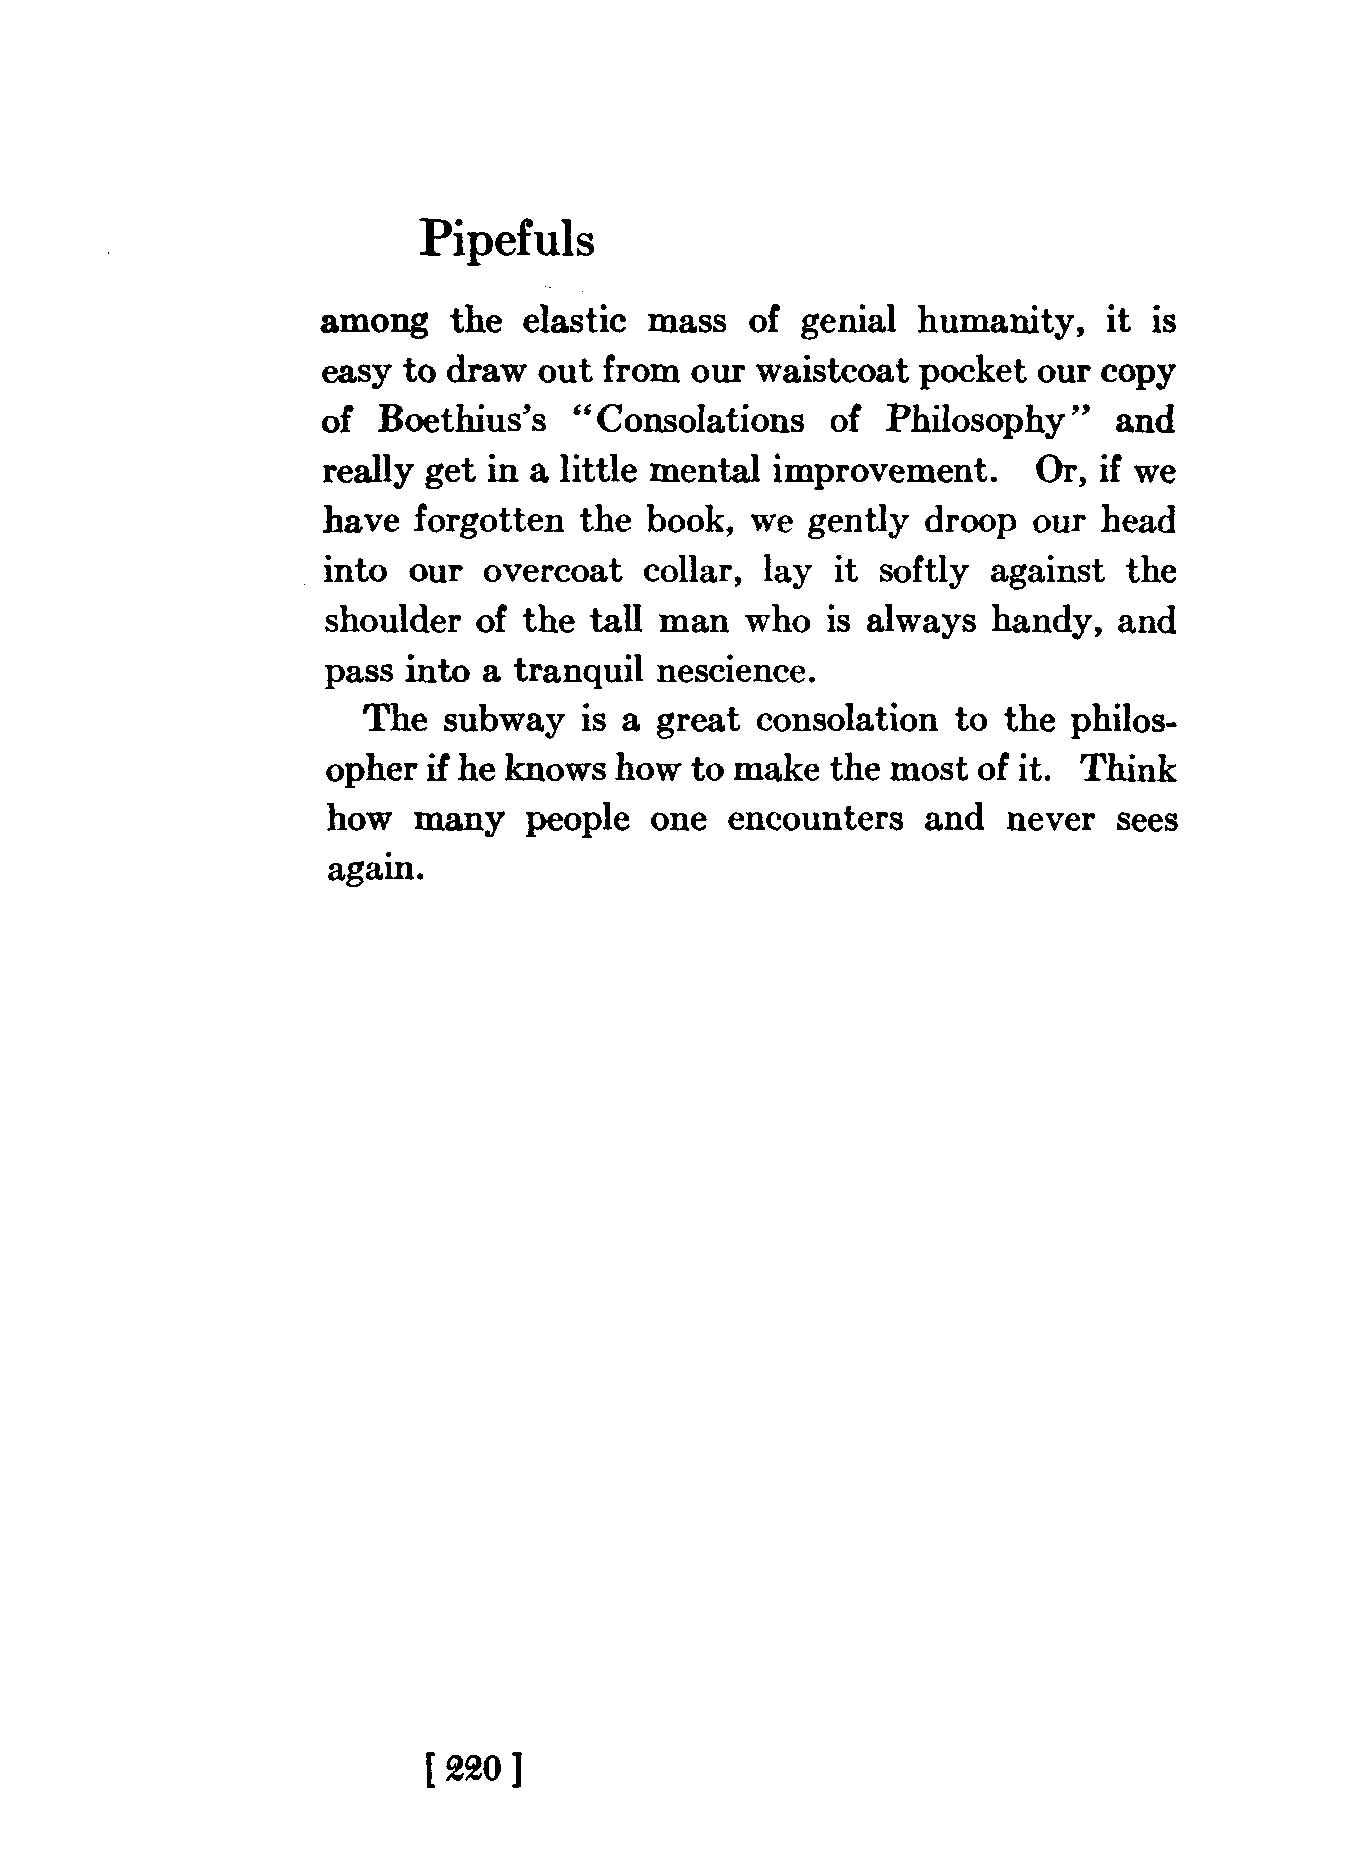 Pipefuls
among the elastic mass of genial humanity, it is
easy to draw out from our waistcoat pocket our copy
of Boethius's “Consolations of Philosophy” and
really get in a little mental improvement. Or, if we
have forgotten the book, we gently droop our head
into our overcoat collar, lay it softly against the
shoulder of the tall man who is always handy, and
pass into a tranquil nescience.
The subway is a great consolation to the philos-
opher if he knows how to make the most of it. Think
how many people one encounters and never sees
again.
[ 220 ]